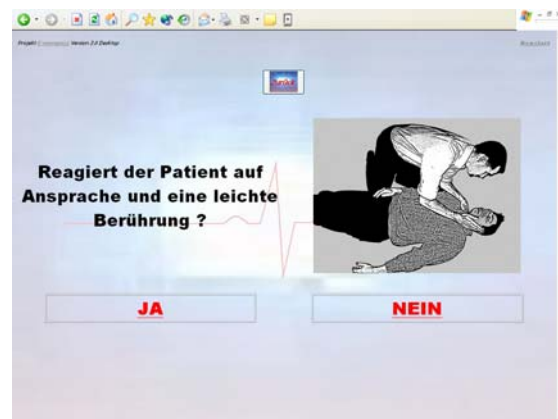 Reagiert der Patient auf
Ansprache und eine leichte
Berührung ?
JA
NEIN